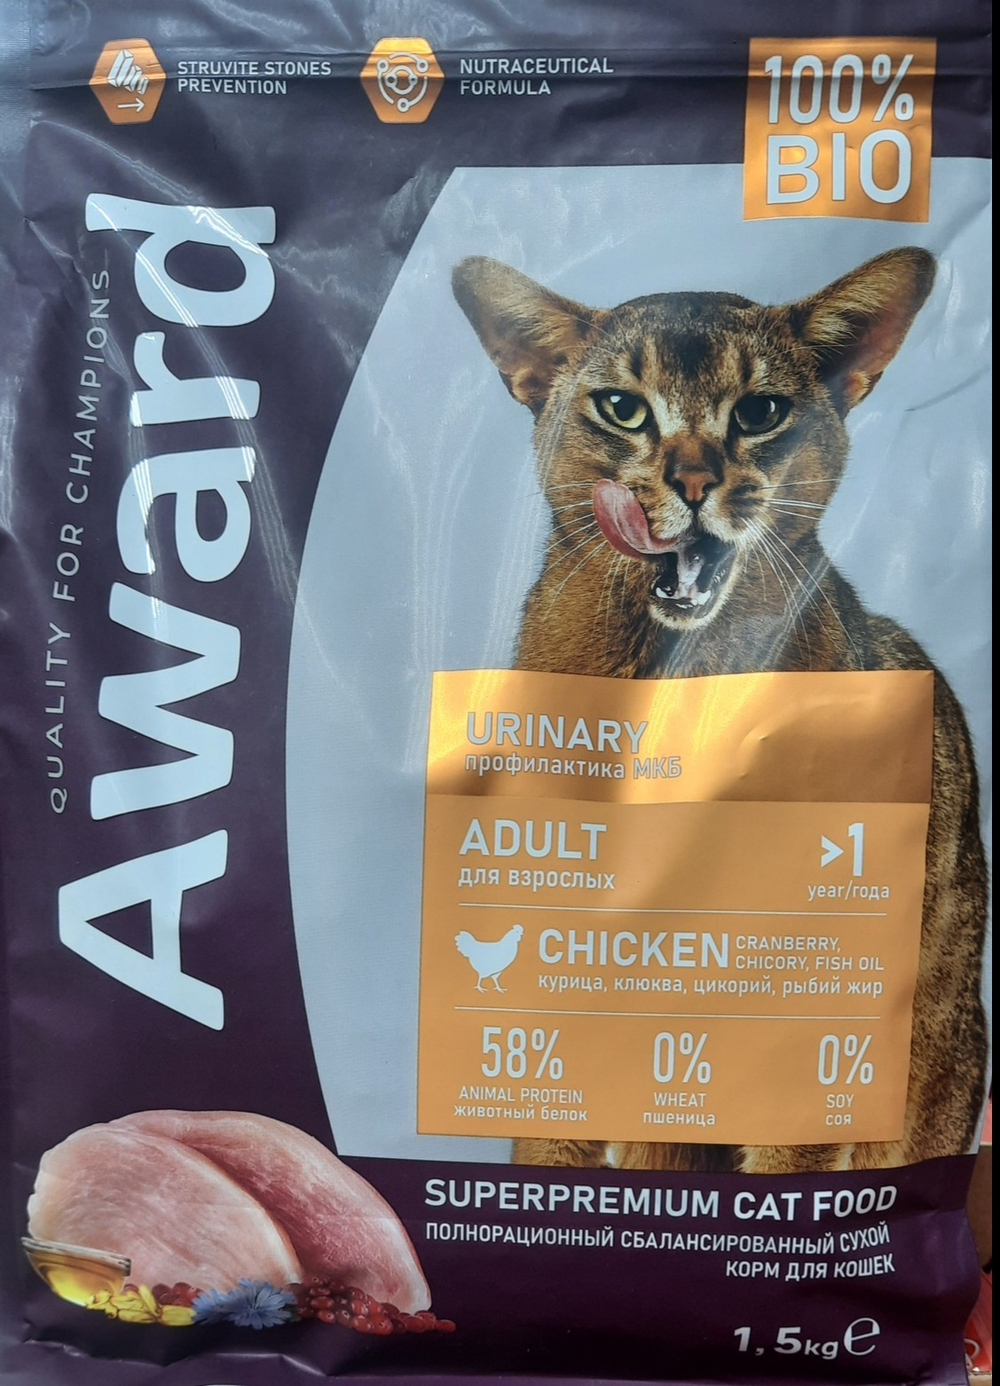 STRUVITE STONES
PREVENTION
NUTRACEUTICAL
FORMULA
100%
BIO
QUALITY FOR CHAMPIONS
Award
URINARY
профилактика МКБ
ADULT
для взрослых
>1
year/года
CHICKEN
CRANBERRY,
CHICORY, FISH OIL
курица, клюква, цикорий, рыбий жир
58%
ANIMAL PROTEIN
животный белок
0%
WHEAT
пшеница
0%
SOY
соя
SUPERPREMIUM CAT FOOD
ПОЛНОРАЦИОННЫЙ СБАЛАНСИРОВАННЫЙ СУХОЙ
КОРМ ДЛЯ КОШЕК
1,5kg℮